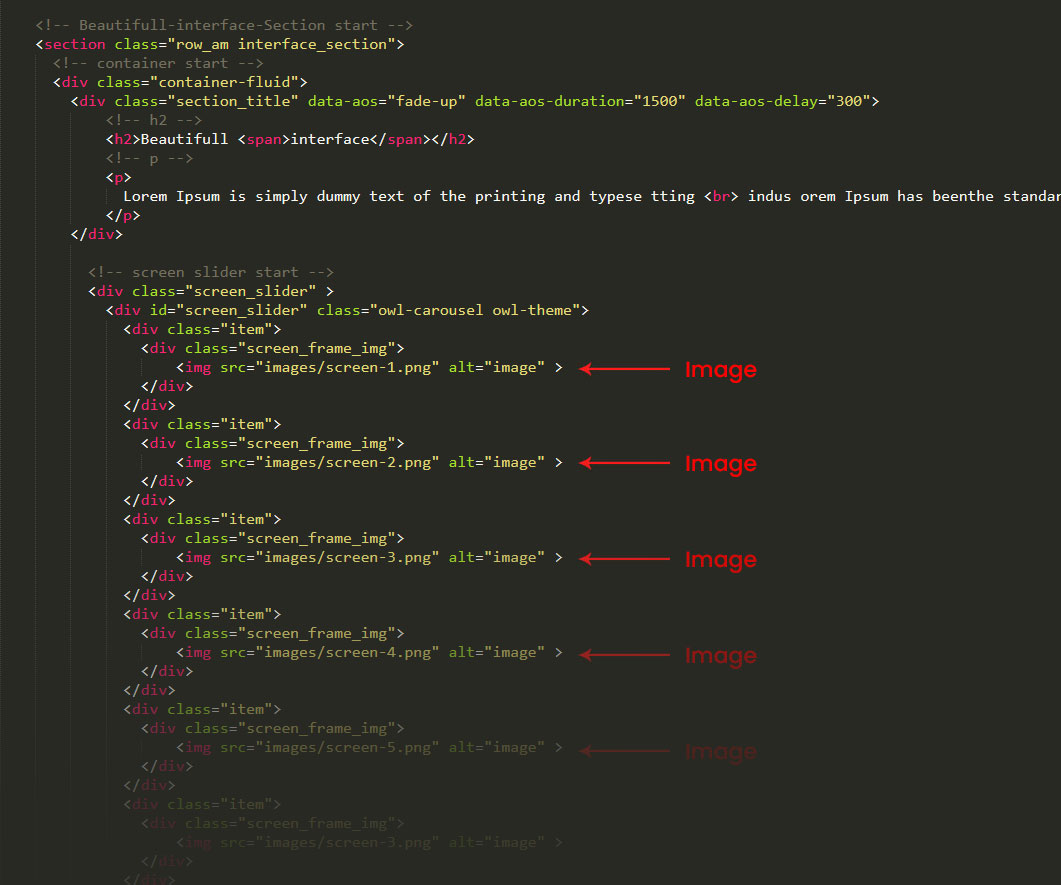 <!-- Beautifull-interface-Section start -->
<section class="row_am interface_section">
<!-- container start -->
<div class="container-fluid">
<div class="section_title" data-aos="fade-up" data-aos-duration="1500" data-aos-delay="300">
<!-- h2 -->
<h2>Beautifull <span>interface</span></h2>
<!-- p -->
<p>
Lorem Ipsum is simply dummy text of the printing and typese tting <br> indus orem Ipsum has beenthe standar
</p>
</div>
<!-- screen slider start -->
<div class="screen_slider" >
<div id="screen_slider" class="owl-carousel owl-theme">
<div class="item">
<div class="screen_frame_img">
<img src="images/screen-1.png" alt="image" > Image
</div>
</div>
<div class="item">
<div class="screen_frame_img">
<img src="images/screen-2.png" alt="image" > Image
</div>
</div>
<div class="item">
<div class="screen_frame_img">
<img src="images/screen-3.png" alt="image" > Image
</div>
</div>
<div class="item">
<div class="screen_frame_img">
<img src="images/screen-4.png" alt="image" > Image
</div>
</div>
<div class="item">
<div class="screen_frame_img">
<img src="images/screen-5.png" alt="image" > Image
</div>
</div>
<div class="item">
<div class="screen_frame_img">
<img src="images/screen-3.png" alt="image" >
</div>
</div>